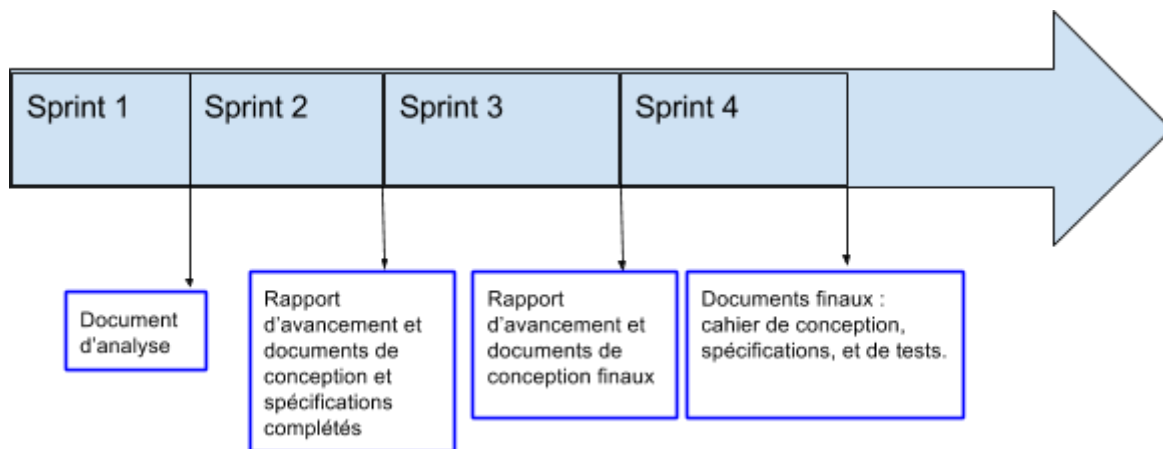 Sprint 1
Sprint 2
Sprint 3
Sprint 4
Document
d'analyse
Rapport
d'avancement et
documents de
conception et
spécifications
complétés
Rapport
d'avancement et
documents de
conception finaux
Documents finaux :
cahier de conception,
spécifications, et de tests.